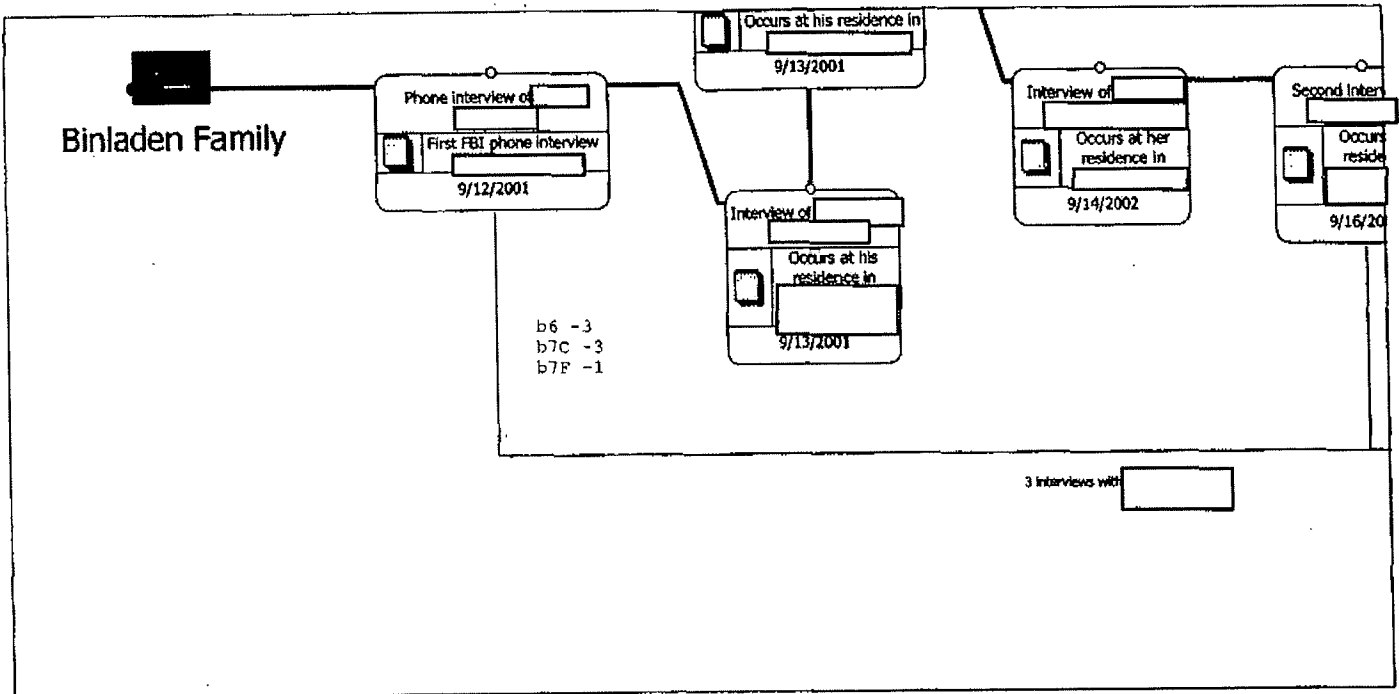 Binladen Family
Phone interview of
First FBI phone interview
9/12/2001
Occurs at his residence in
9/13/2001
Interview of
Occurs at his
residence in
9/13/2001
Interview of
Occurs at her
residence in
9/14/2002
Second Interv
Occurs
reside
9/16/20
b6 -3
b7C -3
b7F -1
3 interviews with